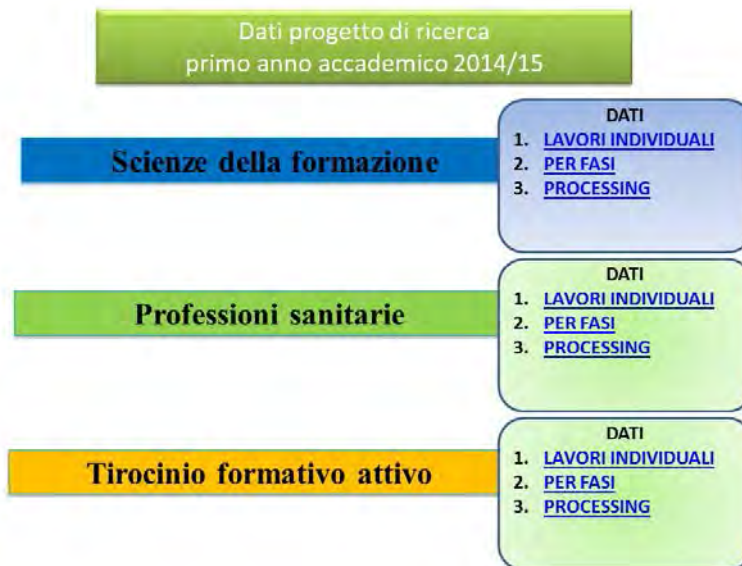 Dati progetto di ricerca
primo anno accademico 2014/15
Scienze della formazione
DATI
1. LAVORI INDIVIDUALI
2. PER FASI
3. PROCESSING
Professioni sanitarie
DATI
1. LAVORI INDIVIDUALI
2. PER FASI
3. PROCESSING
Tirocinio formativo attivo
DATI
1. LAVORI INDIVIDUALI
2. PER FASI
3. PROCESSING